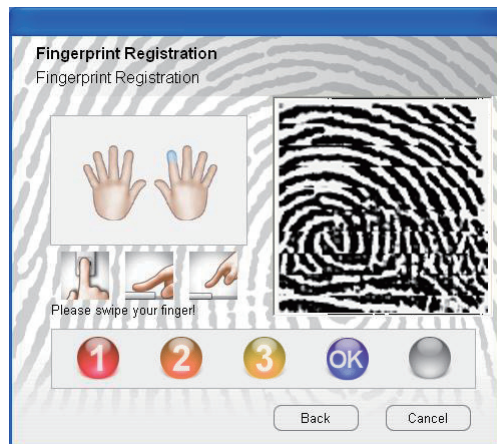 Fingerprint Registration
Fingerprint Registration
Please swipe your finger!
1 2 3 OK
Back Cancel